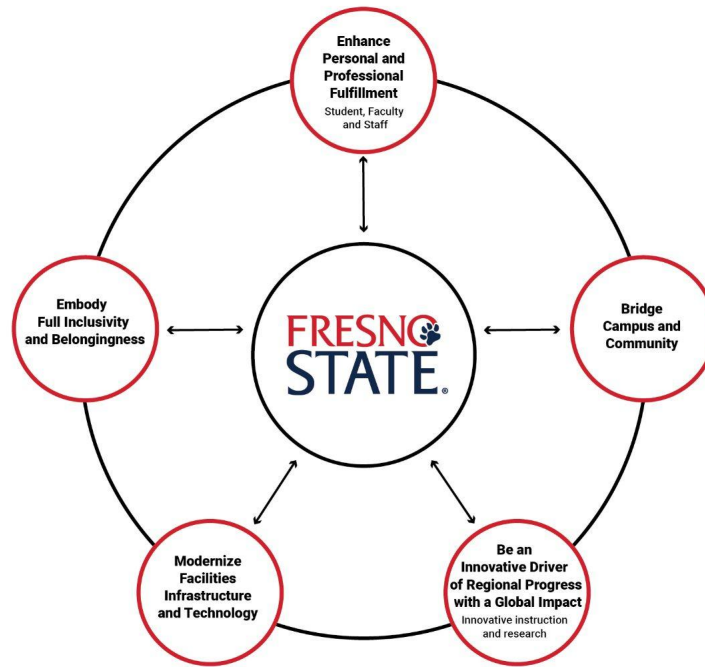 Enhance
Personal and
Professional
Fulfillment
Student, Faculty
and Staff
Embody
Full Inclusivity
and Belongingness
FRESNO
STATE®
Bridge
Campus and
Community
Modernize
Facilities
Infrastructure
and Technology
Be an
Innovative Driver
of Regional Progress
with a Global Impact
Innovative instruction
and research